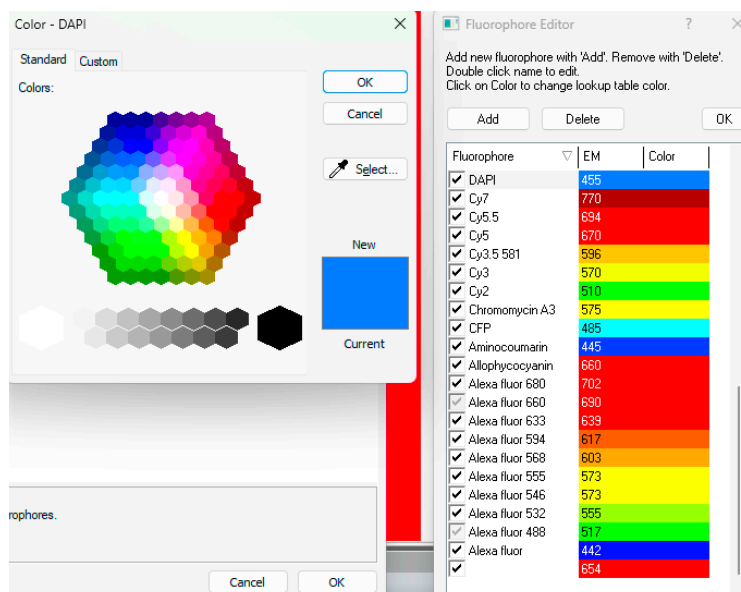 Color - DAPI
Standard Custom
Colors:
OK
Cancel
Select...
New
Current
rophores.
Cancel OK
Fluorophore Editor ?
Add new fluorophore with 'Add'. Remove with 'Delete'.
Double click name to edit.
Click on Color to change lookup table color.
Add Delete OK
Fluorophore EM Color
DAPI 455
Cy7 770
Cy5.5 694
Cy5 670
Cy3.5 581 596
Cy3 570
Cy2 510
Chromomycin A3 575
CFP 485
Aminocoumarin 445
Allophycocyanin 660
Alexa fluor 680 702
Alexa fluor 660 690
Alexa fluor 633 639
Alexa fluor 594 617
Alexa fluor 568 603
Alexa fluor 555 573
Alexa fluor 546 573
Alexa fluor 532 555
Alexa fluor 488 517
Alexa fluor 442
654